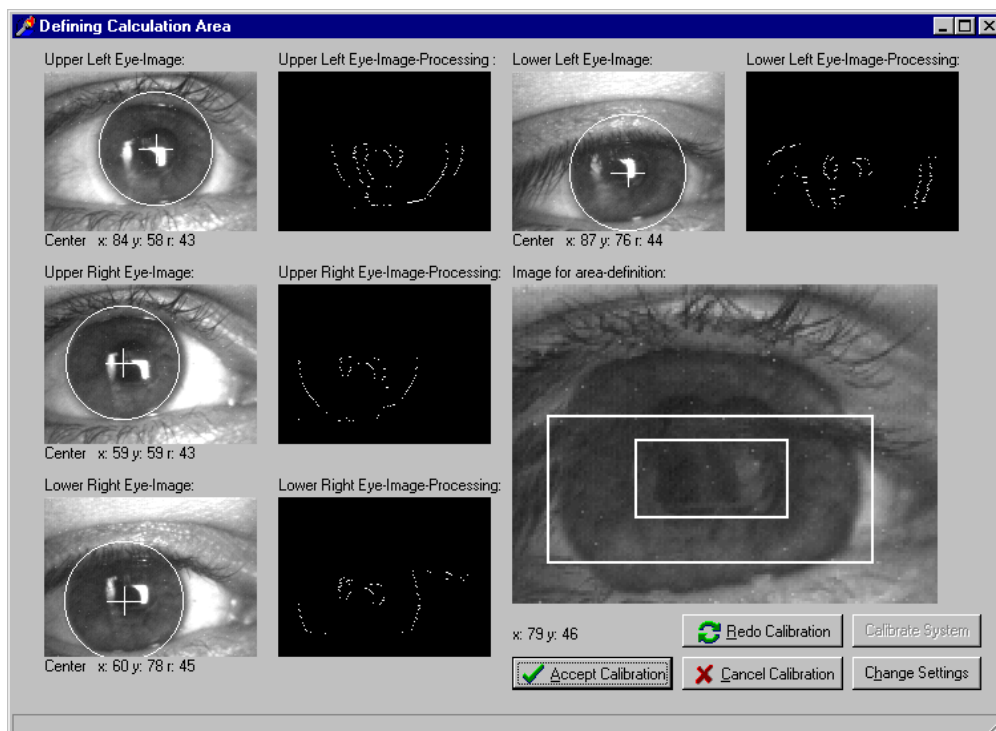 Defining Calculation Area
Upper Left Eye-Image:
Upper Left Eye-Image-Processing :
Lower Left Eye-Image:
Lower Left Eye-Image-Processing:
Center x: 84 y: 58 r: 43
Center x: 87 y: 76 r: 44
Upper Right Eye-Image:
Upper Right Eye-Image-Processing:
Image for area-definition:
Center x: 59 y: 59 r: 43
Lower Right Eye-Image:
Lower Right Eye-Image-Processing:
Center x: 60 y: 78 r: 45
x: 79 y: 46
Redo Calibration
Calibrate System
Accept Calibration
Cancel Calibration
Change Settings